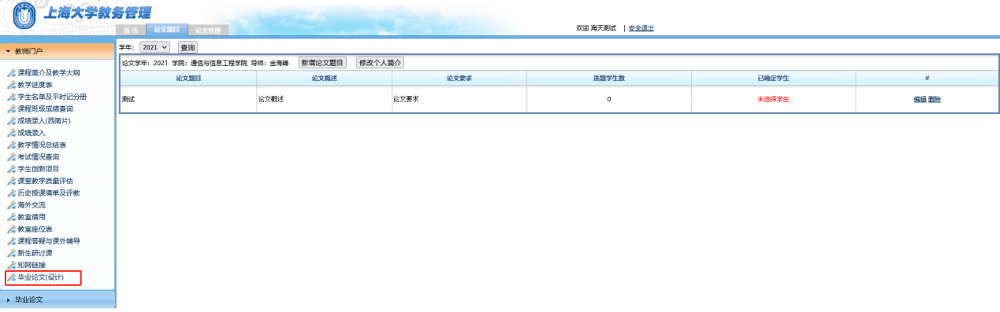 上海大学教务管理
首页 论文题目 论文管理
欢迎 海天测试 | 安全退出
教师门户
课程简介及教学大纲
教学进度表
学生名单及平时记分册
课程班级成绩查询
成绩录入(西南片)
成绩录入
教学情况总结表
考试情况查询
学生创新项目
课堂教学质量评估
历史授课清单及评教
海外交流
教室借用
教室座位表
课程答疑与课外辅导
新生研讨课
知网链接
毕业论文(设计)
毕业论文
学年: 2021 查询
论文学年: 2021 学院: 通信与信息工程学院 导师: 金海峰 新增论文题目 修改个人简介
论文题目 论文概述 论文要求 选题学生数 已确定学生 #
测试 论文概述 论文要求 0 未选择学生 编辑 删除